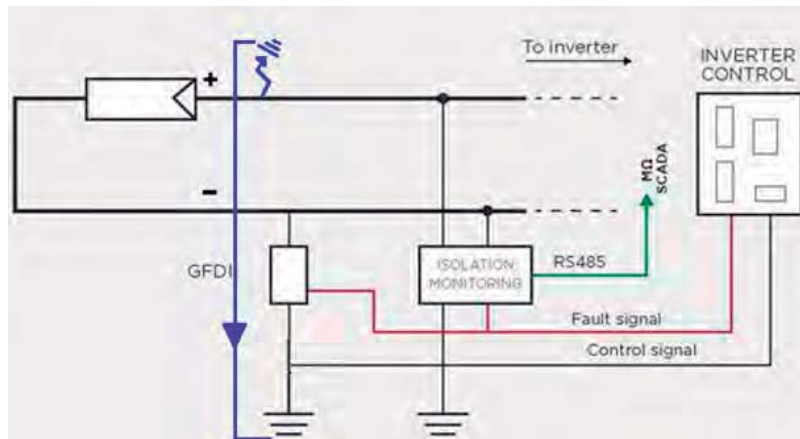 To inverter
INVERTER
CONTROL
+
MΩ
SCADA
−
GFDI
ISOLATION
MONITORING
RS485
Fault signal
Control signal